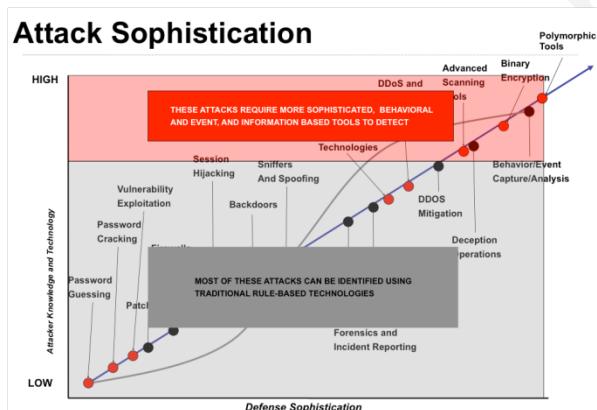 Attack Sophistication
Polymorphic
Tools
HIGH
Advanced
Scanning
Binary
Encryption
DDoS and
THESE ATTACKS REQUIRE MORE SOPHISTICATED, BEHAVIORAL
AND EVENT, AND INFORMATION BASED TOOLS TO DETECT
Technologies
Session
Hijacking
Sniffers
And Spoofing
Behavior/Event
Capture/Analysis
Vulnerability
Exploitation
Backdoors
DDOS
Mitigation
Password
Cracking
Deception
Password
Guessing
MOST OF THESE ATTACKS CAN BE IDENTIFIED USING
TRADITIONAL RULE-BASED TECHNOLOGIES
Forensics and
Incident Reporting
Attacker Knowledge and Technology
LOW
Defense Sophistication